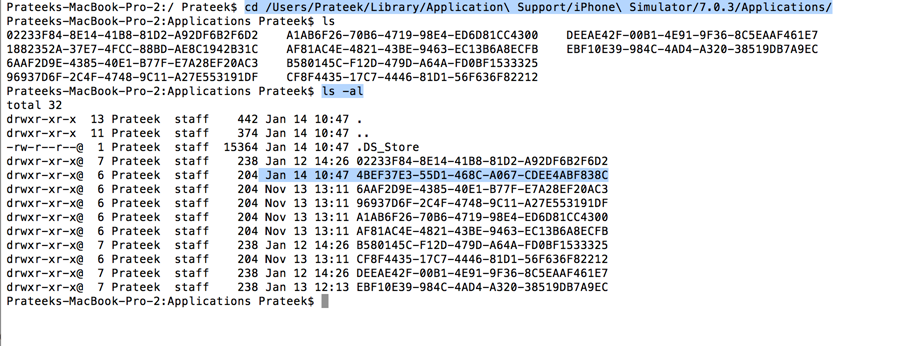 Prateeks-MacBook-Pro-2:/ Prateek$ cd /Users/Prateek/Library/Application\ Support/iPhone\ Simulator/7.0.3/Applications/
Prateeks-MacBook-Pro-2:Applications Prateek$ ls
02233F84-8E14-41B8-81D2-A92DF6B2F6D2 A1AB6F26-70B6-4719-98E4-ED6D81CC4300 DEEAE42F-00B1-4E91-9F36-8C5EAAF461E7
1882352A-37E7-4FCC-88BD-AE8C1942B31C AF81AC4E-4821-43BE-9463-EC13B6A8ECFB EBF10E39-984C-4AD4-A320-38519DB7A9EC
6AAF2D9E-4385-40E1-B77F-E7A28EF20AC3 B580145C-F12D-479D-A64A-FD0BF1533325
96937D6F-2C4F-4748-9C11-A27E553191DF CF8F4435-17C7-4446-81D1-56F636F82212
Prateeks-MacBook-Pro-2:Applications Prateek$ ls -al
total 32
drwxr-xr-x 13 Prateek staff 442 Jan 14 10:47 .
drwxr-xr-x 11 Prateek staff 374 Jan 14 10:47 ..
-rw-r--r--@ 1 Prateek staff 15364 Jan 14 10:47 .DS_Store
drwxr-xr-x@ 7 Prateek staff 238 Jan 12 14:26 02233F84-8E14-41B8-81D2-A92DF6B2F6D2
drwxr-xr-x@ 6 Prateek staff 204 Jan 14 10:47 4BEF37E3-55D1-468C-A067-CDEE4ABF838C
drwxr-xr-x@ 6 Prateek staff 204 Nov 13 13:11 6AAF2D9E-4385-40E1-B77F-E7A28EF20AC3
drwxr-xr-x@ 6 Prateek staff 204 Nov 13 13:11 96937D6F-2C4F-4748-9C11-A27E553191DF
drwxr-xr-x@ 6 Prateek staff 204 Nov 13 13:11 A1AB6F26-70B6-4719-98E4-ED6D81CC4300
drwxr-xr-x@ 6 Prateek staff 204 Nov 13 13:11 AF81AC4E-4821-43BE-9463-EC13B6A8ECFB
drwxr-xr-x@ 7 Prateek staff 238 Jan 12 14:26 B580145C-F12D-479D-A64A-FD0BF1533325
drwxr-xr-x@ 6 Prateek staff 204 Nov 13 13:11 CF8F4435-17C7-4446-81D1-56F636F82212
drwxr-xr-x@ 7 Prateek staff 238 Jan 12 14:26 DEEAE42F-00B1-4E91-9F36-8C5EAAF461E7
drwxr-xr-x@ 7 Prateek staff 238 Jan 13 12:13 EBF10E39-984C-4AD4-A320-38519DB7A9EC
Prateeks-MacBook-Pro-2:Applications Prateek$